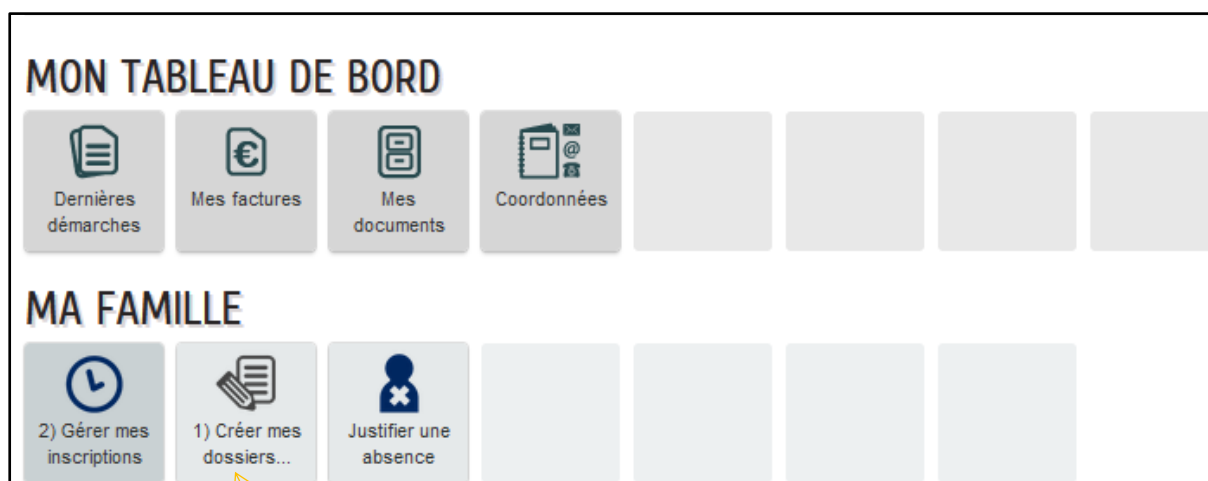 MON TABLEAU DE BORD
Dernières
démarches
€
Mes factures
Mes
documents
@
Coordonnées
MA FAMILLE
2) Gérer mes
inscriptions
1) Créer mes
dossiers...
Justifier une
absence